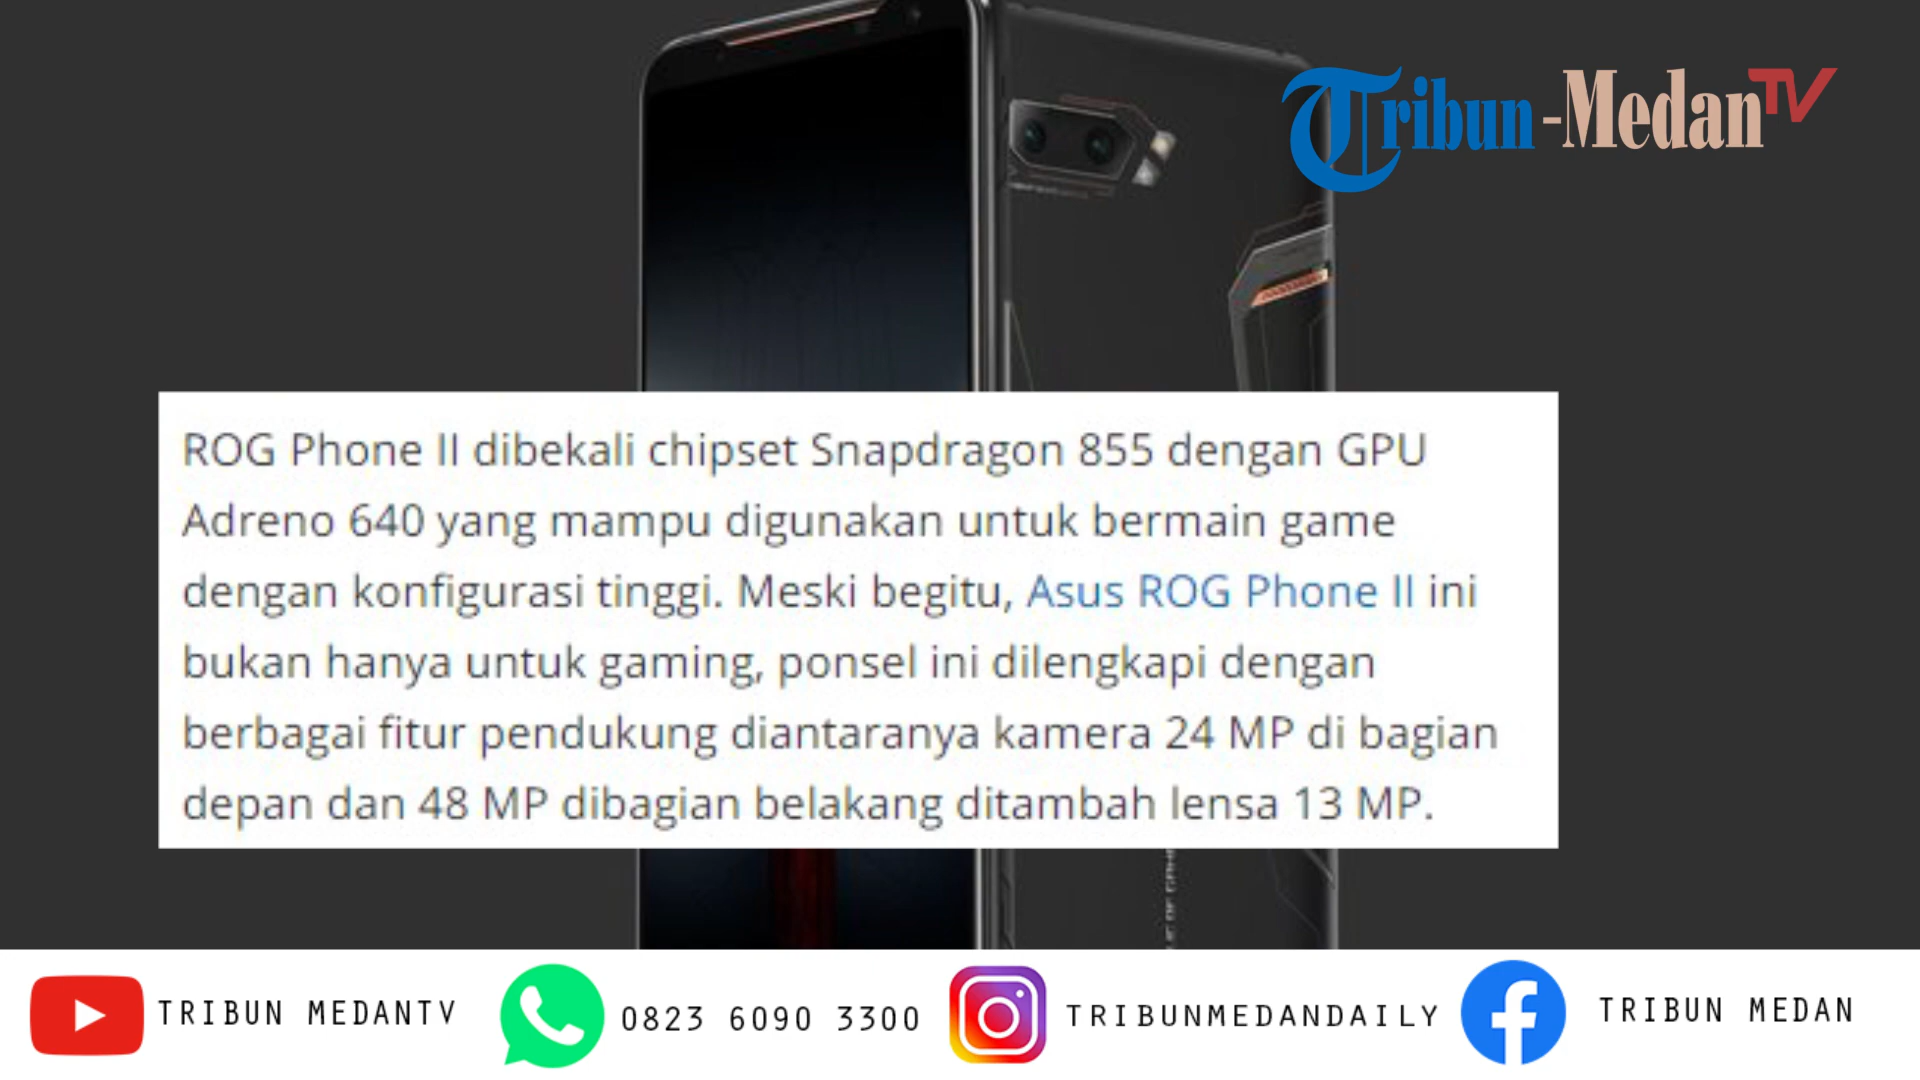 Tribun-Medan TV
ROG Phone II dibekali chipset Snapdragon 855 dengan GPU
Adreno 640 yang mampu digunakan untuk bermain game
dengan konfigurasi tinggi. Meski begitu, Asus ROG Phone II ini
bukan hanya untuk gaming, ponsel ini dilengkapi dengan
berbagai fitur pendukung diantaranya kamera 24 MP di bagian
depan dan 48 MP dibagian belakang ditambah lensa 13 MP.
TRIBUN MEDANTV
0823 6090 3300
TRIBUNMEDANDAILY
TRIBUN MEDAN